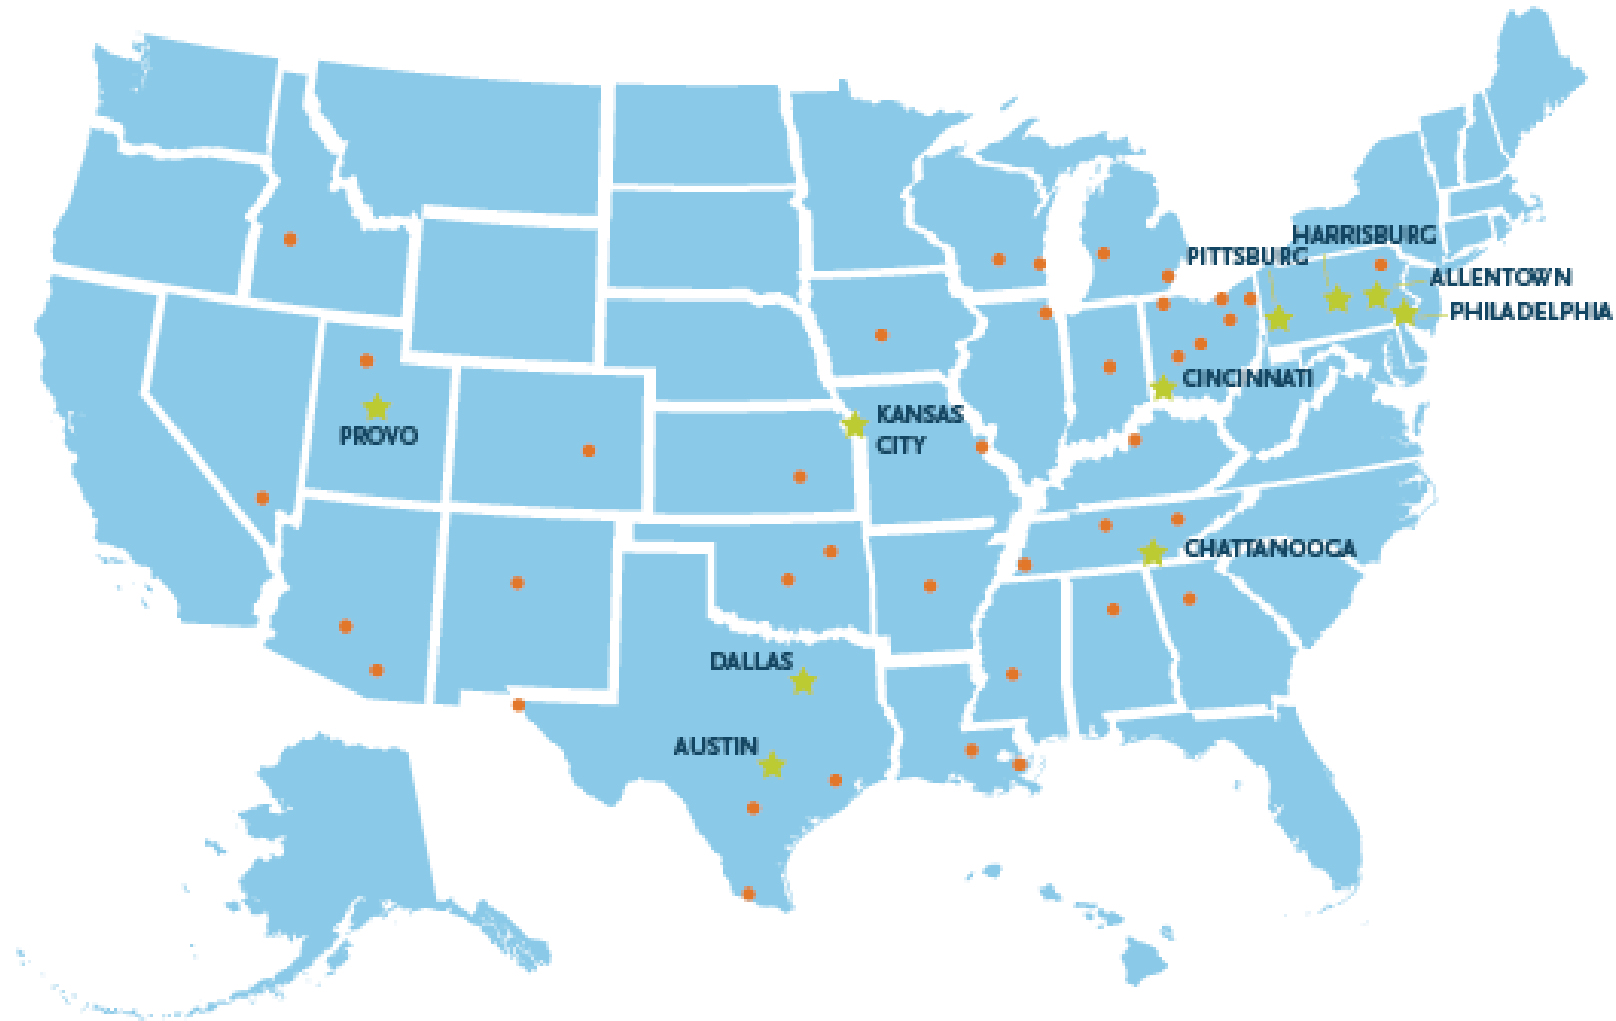 HARRISBURG
PITTSBURG
ALLENTOWN
PHILADELPHIA
CINCINNATI
KANSAS
CITY
PROVO
CHATTANOOGA
DALLAS
AUSTIN